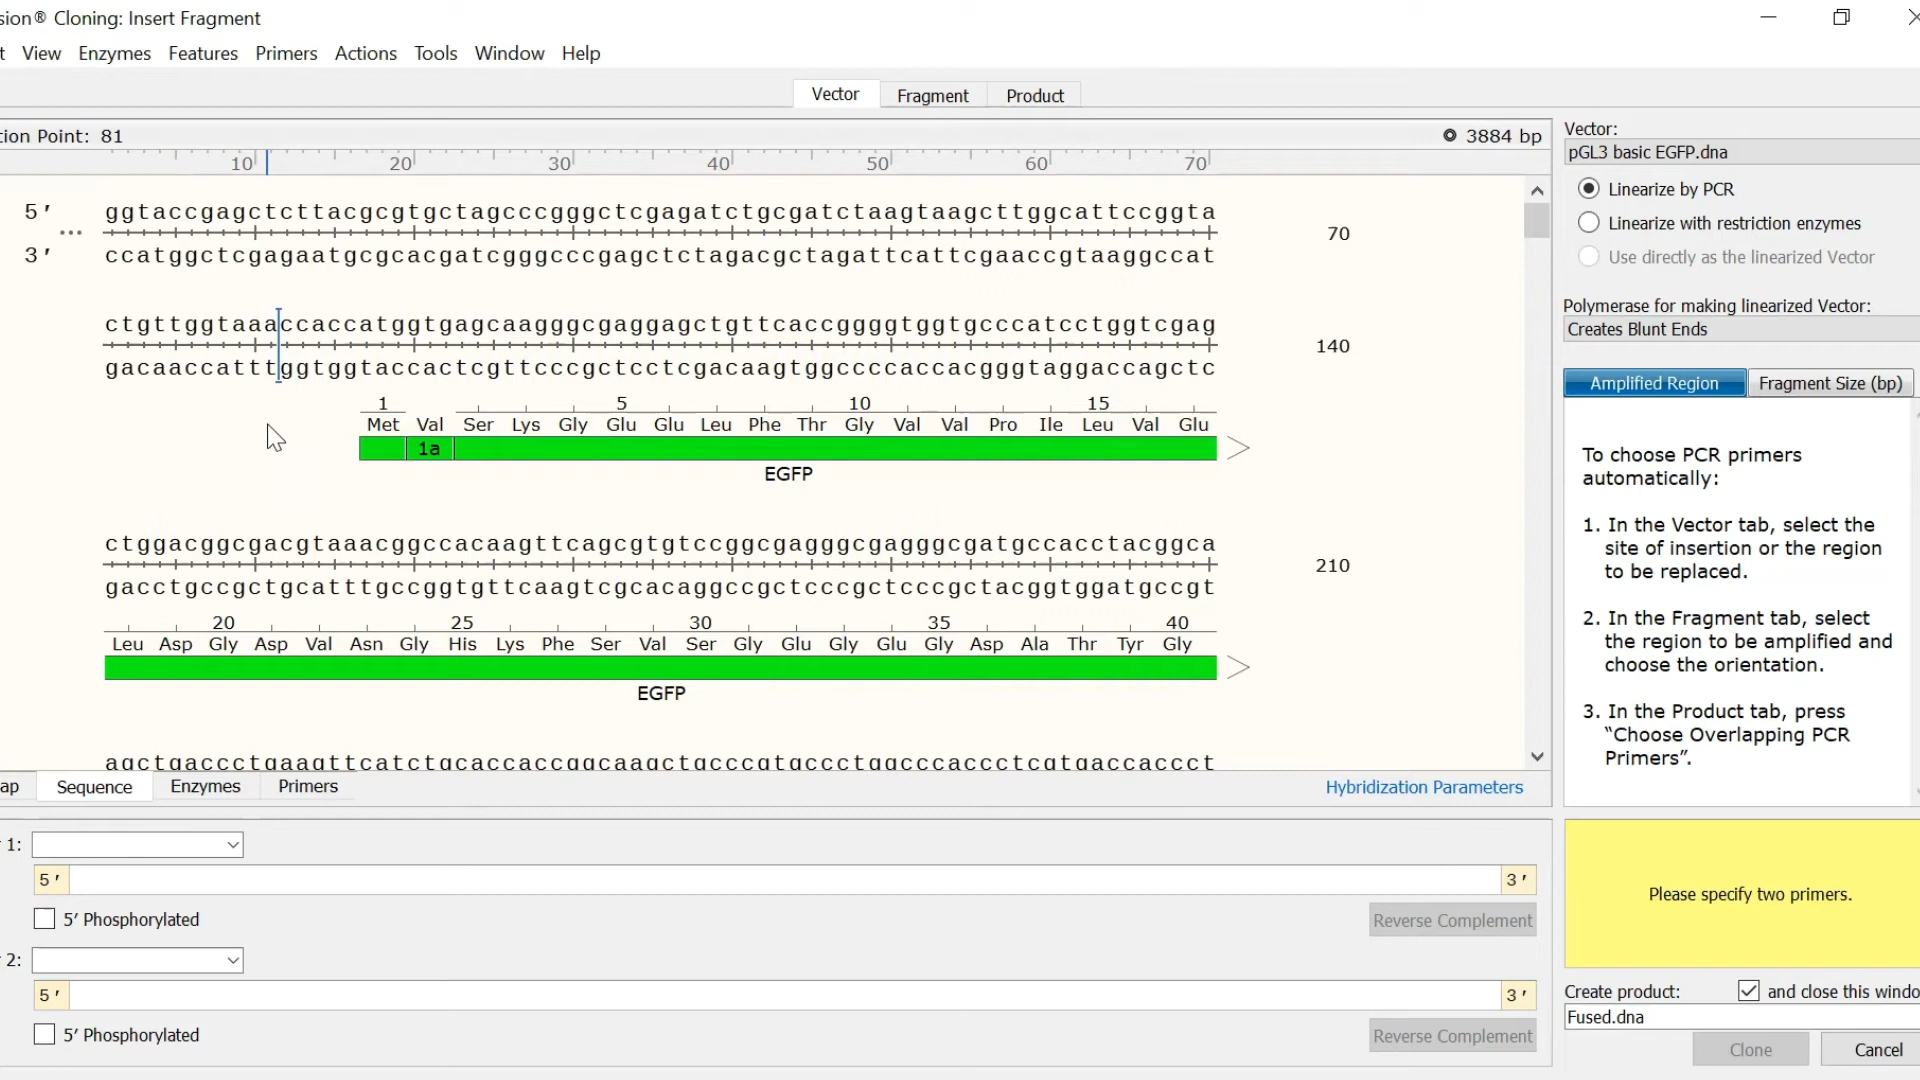 sion® Cloning: Insert Fragment
t View Enzymes Features Primers Actions Tools Window Help
Vector Fragment Product
tion Point: 81
3884 bp
10 20 30 40 50 60 70
5′ ggtaccgagctcttacgcgtgctagcccgggctcgagatctgcgatctaagtaagcttggcattccggta
... 70
3′ ccatggctcgagaatgcgcacgatcgggcccgagctctagacgctagattcattcgaaccgtaaggccat
ctgttggtaaaccaccatggtgagcaagggcgaggagctgttcaccggggtggtgcccatcctggtcgag
140
gacaaccatttggtggtaccactcgttcccgctcctcgacaagtggccccaccacgggtaggaccagctc
1 5 10 15
Met Val Ser Lys Gly Glu Glu Leu Phe Thr Gly Val Val Pro Ile Leu Val Glu
1a
EGFP
ctggacggcgacgtaaacggccacaagttcagcgtgtccggcgagggcgagggcgatgccacctacggca
210
gacctgccgctgcatttgccggtgttcaagtcgcacaggccgctcccgctcccgctacggtggatgccgt
20 25 30 35 40
Leu Asp Gly Asp Val Asn Gly His Lys Phe Ser Val Ser Gly Glu Gly Glu Gly Asp Ala Thr Tyr Gly
EGFP
agctgaccctgaagttcatctgcaccaccggcaagctgcccgtgccctggcccaccctcgtgaccaccct
ap Sequence Enzymes Primers
Hybridization Parameters
r 1:
5′ 3′
5′ Phosphorylated
Reverse Complement
r 2:
5′ 3′
5′ Phosphorylated
Reverse Complement
Vector:
pGL3 basic EGFP.dna
Linearize by PCR
Linearize with restriction enzymes
Use directly as the linearized Vector
Polymerase for making linearized Vector:
Creates Blunt Ends
Amplified Region Fragment Size (bp)
To choose PCR primers
automatically:
1. In the Vector tab, select the
site of insertion or the region
to be replaced.
2. In the Fragment tab, select
the region to be amplified and
choose the orientation.
3. In the Product tab, press
“Choose Overlapping PCR
Primers”.
Please specify two primers.
Create product: and close this windo
Fused.dna
Clone Cancel